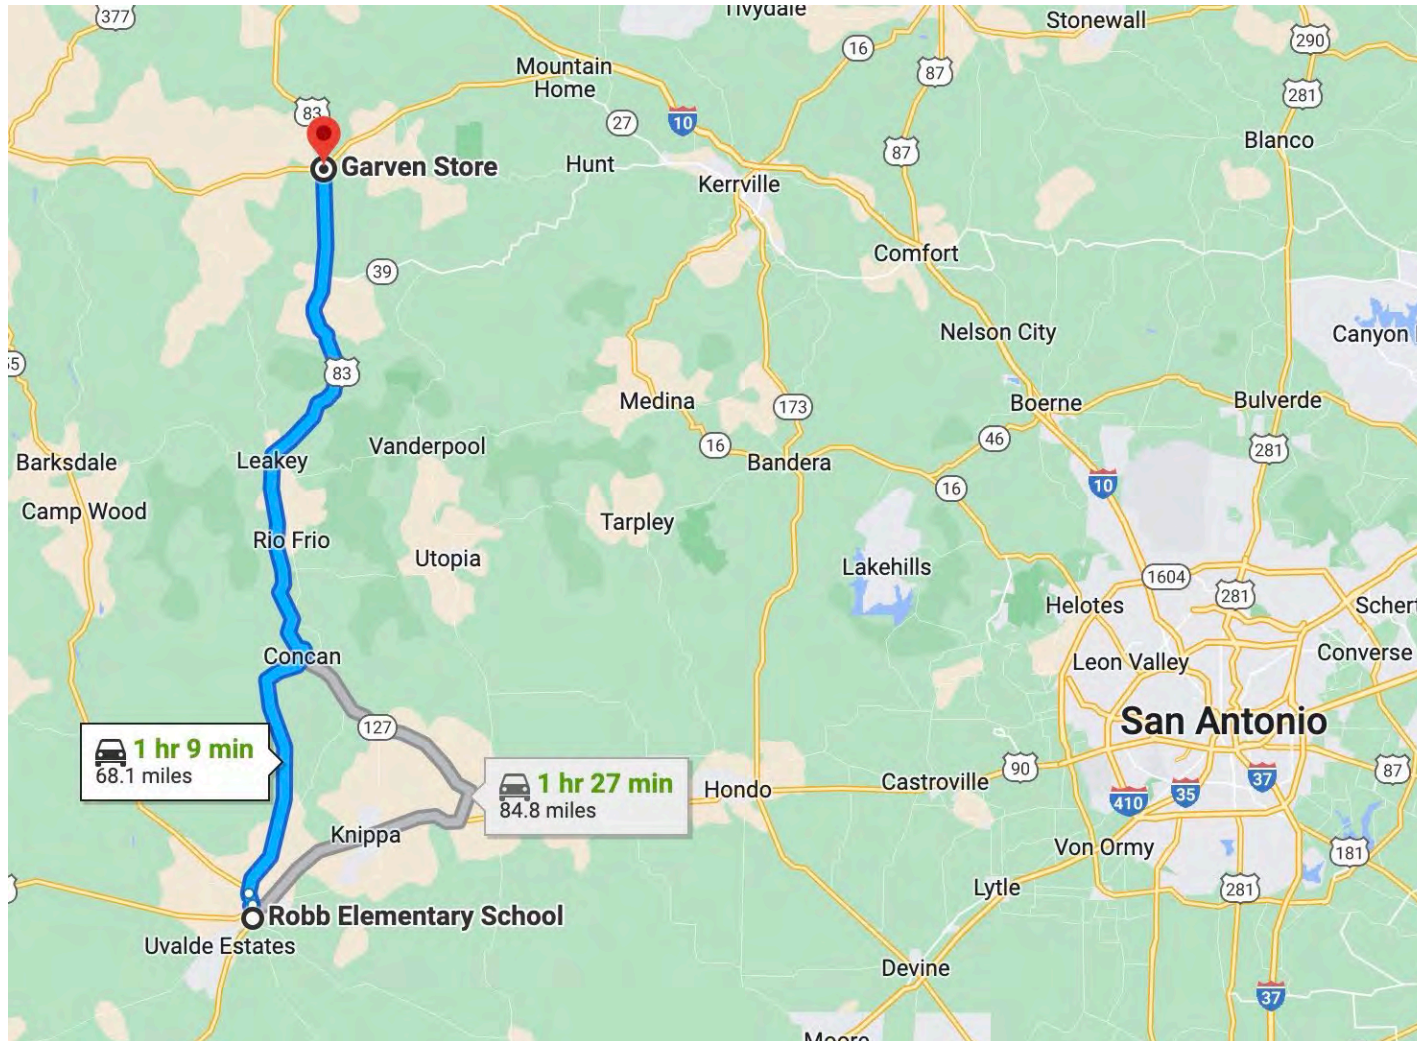 Tivydale
Stonewall
377
16
290
87
281
Mountain
Home
83
27
10
87
Blanco
Garven Store
Hunt
Kerrville
Comfort
39
Nelson City
Canyon
55
83
Medina
173
Boerne
Bulverde
Vanderpool
16
46
281
Barksdale
Leakey
Bandera
10
16
Camp Wood
Tarpley
Rio Frio
Utopia
Lakehills
1604
281
Helotes
Schert
Concan
Leon Valley
Converse
127
San Antonio
1 hr 9 min
68.1 miles
1 hr 27 min
84.8 miles
Hondo
Castroville
90
87
37
35
410
Knippa
Von Ormy
181
Lytle
281
Robb Elementary School
Uvalde Estates
Devine
37
Moore